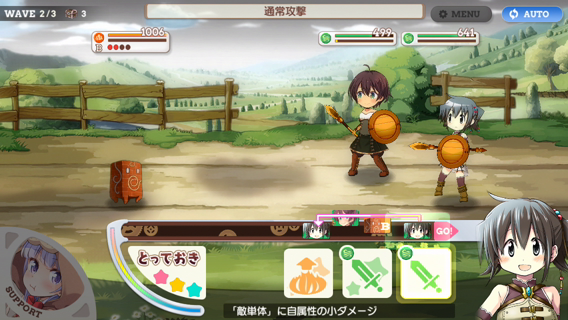 WAVE 2/3 3
通常攻撃
MENU
AUTO
1006
B
499
641
B
GO!
とっておき
SUPPORT
「敵単体」に自属性の小ダメージ